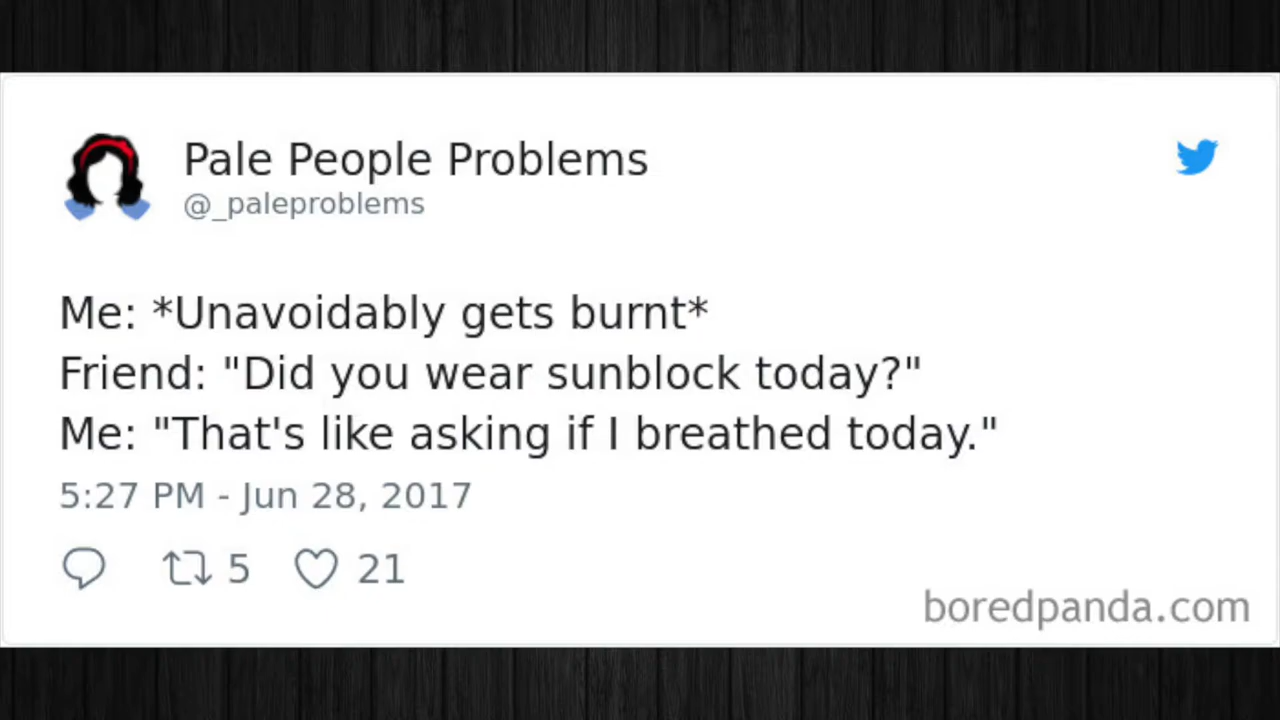 Pale People Problems
@_paleproblems
Me: *Unavoidably gets burnt*
Friend: "Did you wear sunblock today?"
Me: "That's like asking if I breathed today."
5:27 PM - Jun 28, 2017
5 21
boredpanda.com